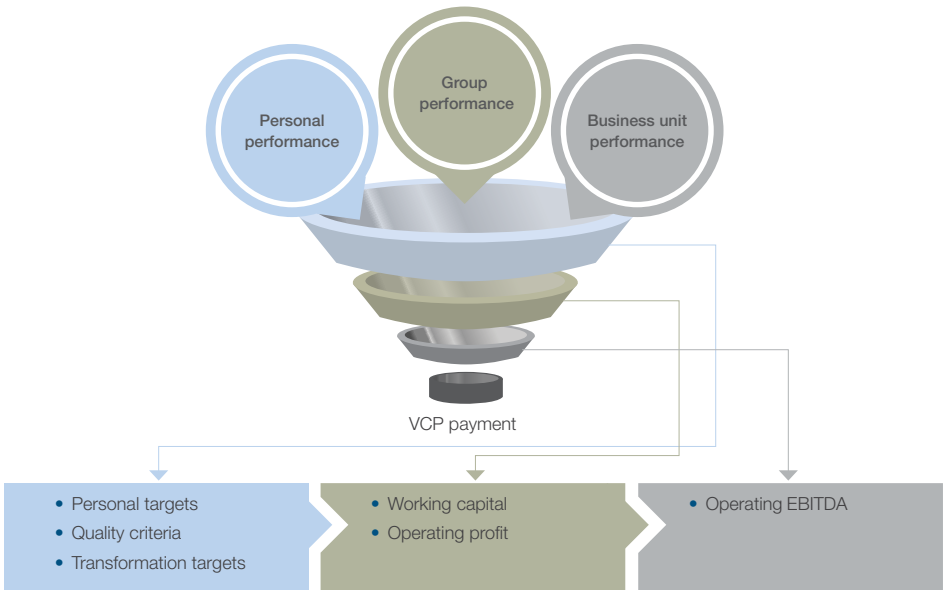 Personal
performance
Group
performance
Business unit
performance
VCP payment
• Personal targets
• Quality criteria
• Transformation targets
• Working capital
• Operating profit
• Operating EBITDA